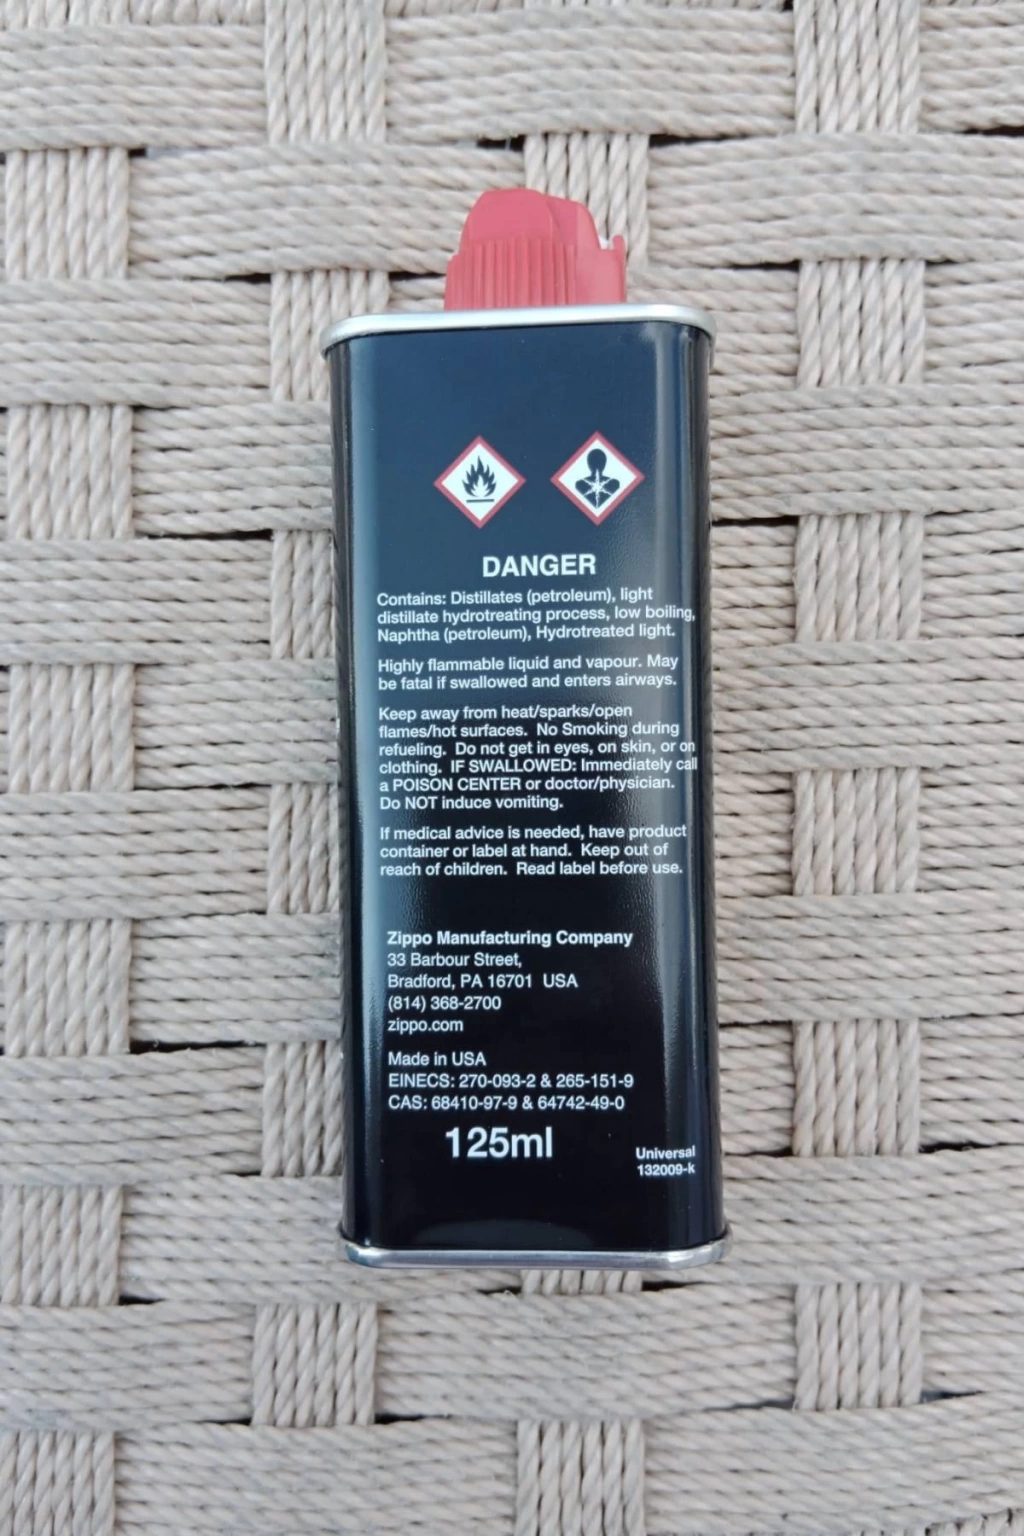 DANGER
Contains: Distillates (petroleum), light
distillate hydrotreating process, low boiling,
Naphtha (petroleum), Hydrotreated light.
Highly flammable liquid and vapour. May
be fatal if swallowed and enters airways.
Keep away from heat/sparks/open
flames/hot surfaces. No Smoking during
refueling. Do not get in eyes, on skin, or on
clothing. IF SWALLOWED: Immediately call
a POISON CENTER or doctor/physician.
Do NOT induce vomiting.
If medical advice is needed, have product
container or label at hand. Keep out of
reach of children. Read label before use.
Zippo Manufacturing Company
33 Barbour Street,
Bradford, PA 16701 USA
(814) 368-2700
zippo.com
Made in USA
EINECS: 270-093-2 & 265-151-9
CAS: 68410-97-9 & 64742-49-0
125ml
Universal
132009-k